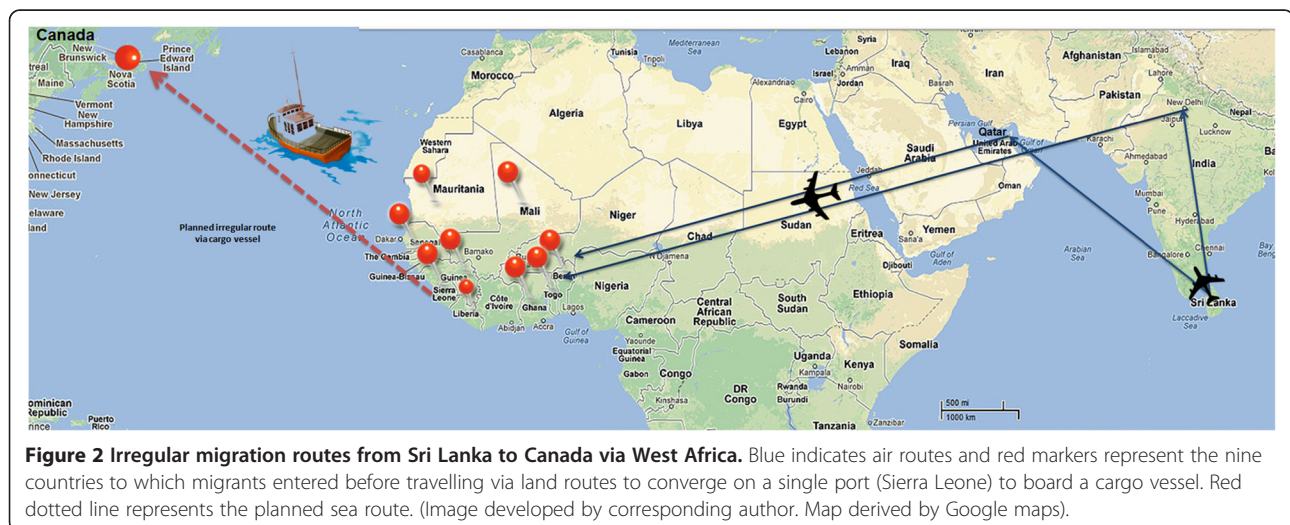 Canada
New
Brunswick
Prince
Edward
Island
Nova
Scotia
treal
Maine
Vermont
New
Hampshire
Massachusetts
Rhode Island
onnecticut
New Jersey
elaware
land
Planned irregular route
via cargo vessel
North
Atlantic
Ocean
ominican
Republic
nce
Puerto
Rico
Casablanca
Morocco
Tunisia
Tripoli
Mediterranean
Sea
Algeria
Libya
Alexandria
Cairo
Egypt
Western
Sahara
Mauritania
Mali
Niger
Chad
Sudan
Dakar
Senegal
The Gambia
Bamako
Guinea-Bissau
Guinea
Sierra
Leone
Liberia
Côte
d'Ivoire
Abidjan
Ghana
Accra
Togo
Benin
Lagos
Nigeria
N'Djamena
Gulf of
Guinea
Cameroon
Yaounde
Equatorial
Guinea
Gabon
Congo
Kinshasa
Central
African
Republic
South
Sudan
DR
Congo
Uganda
Kampala
Rwanda
Burundi
Kenya
Nairobi
Tanzania
Zanzibar
Ethiopia
Somalia
Eritrea
Djibouti
Gulf
of Aden
Sana'a
Yemen
Oman
Red Sea
Jeddah
Saudi
Arabia
Syria
Lebanon
Israel
Amman
Jordan
Iraq
Iran
Persian Gulf
Qatar
United Arab
Emirates
Gulf of
Afghanistan
Islamabad
Lahore
Pakistan
Karachi
New Delhi
Jaipur
Nepal
Lucknow
Ahmedabad
India
Ba
Mumbai
Pune
Hyderabad
Bangalore
Chennai
Arabian
Sea
Bay
Sri Lanka
Laccadive
Sea
500 mi
1000 km
Figure 2 Irregular migration routes from Sri Lanka to Canada via West Africa. Blue indicates air routes and red markers represent the nine
countries to which migrants entered before travelling via land routes to converge on a single port (Sierra Leone) to board a cargo vessel. Red
dotted line represents the planned sea route. (Image developed by corresponding author. Map derived by Google maps).